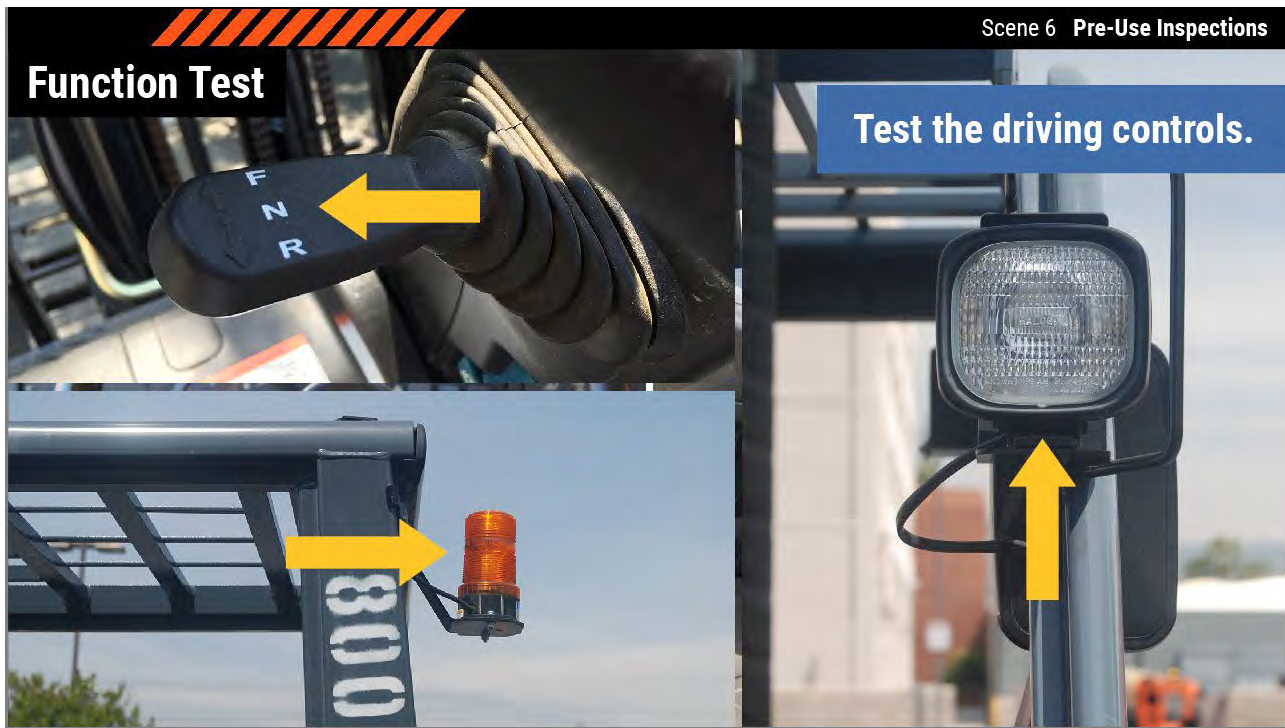 Scene 6 Pre-Use Inspections
Function Test
Test the driving controls.
F
N
R
800